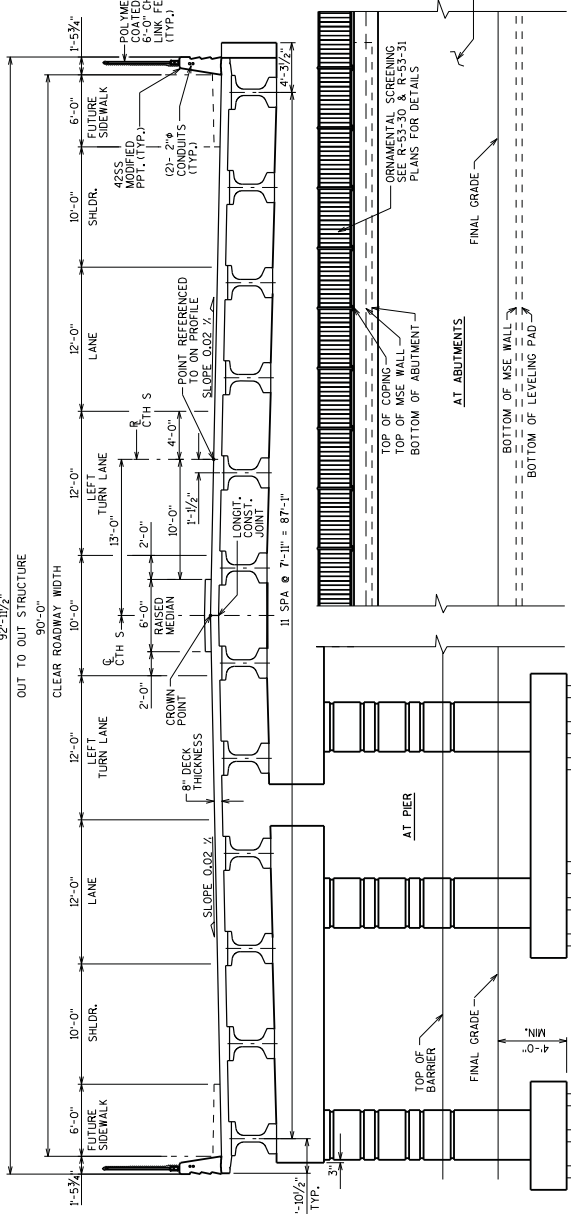 92'-11½"
OUT TO OUT STRUCTURE
90'-0"
CLEAR ROADWAY WIDTH
1'-5¾"
6'-0"
FUTURE
SIDEWALK
10'-0"
SHLDR.
12'-0"
LANE
12'-0"
LEFT
TURN LANE
10'-0"
12'-0"
LEFT
TURN LANE
12'-0"
LANE
10'-0"
SHLDR.
6'-0"
FUTURE
SIDEWALK
1'-5¾"
2'-0"
6'-0"
2'-0"
RAISED
MEDIAN
℄
CTH S
13'-0"
10'-0"
4'-0"
1'-1½"
R
CTH S
CROWN
POINT
8" DECK
THICKNESS
SLOPE 0.02 ⁒
LONGIT.
CONST.
JOINT
POINT REFERENCED
TO ON PROFILE
SLOPE 0.02 ⁒
42SS
MODIFIED
PPT. (TYP.)
(2)- 2"⌀
CONDUITS
(TYP.)
COATED
(TYP.)
11 SPA @ 7'-11" = 87'-1"
4'-3½"
TYP.
3"
AT PIER
TOP OF
BARRIER
FINAL GRADE
4'-0"
MIN.
ORNAMENTAL SCREENING
SEE R-53-30 & R-53-31
PLANS FOR DETAILS
TOP OF COPING
TOP OF MSE WALL
BOTTOM OF ABUTMENT
AT ABUTMENTS
FINAL GRADE
BOTTOM OF MSE WALL
BOTTOM OF LEVELING PAD